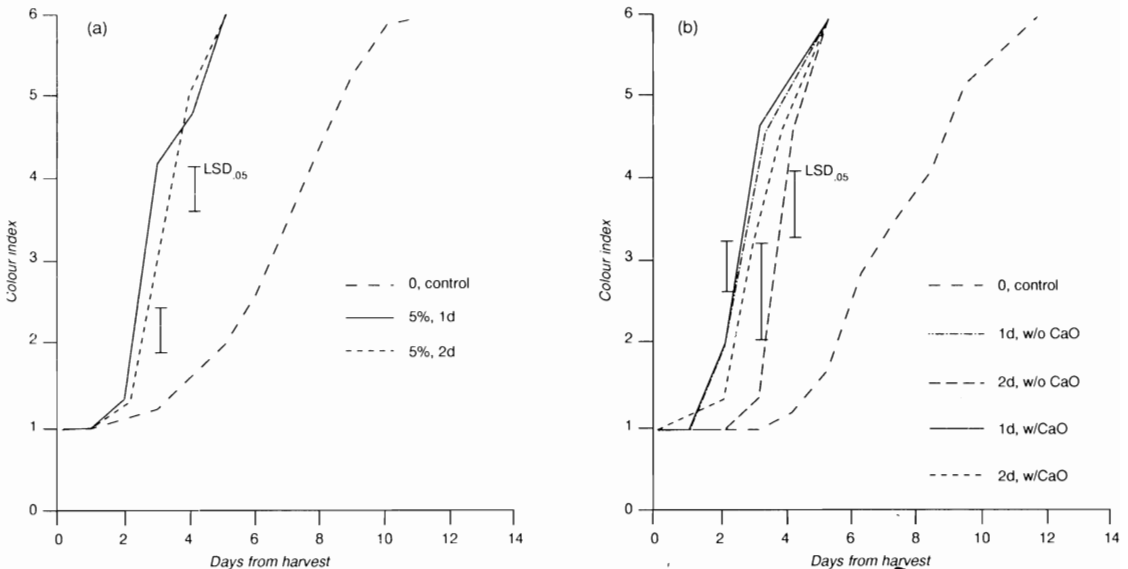 (a)
Colour index
6
5
4
3
2
1
0
LSD.05
0, control
5%, 1d
5%, 2d
0 2 4 6 8 10 12 14
Days from harvest
(b)
Colour index
6
5
4
3
2
1
0
LSD.05
0, control
1d, w/o CaO
2d, w/o CaO
1d, w/CaO
2d, w/CaO
0 2 4 6 8 10 12 14
Days from harvest